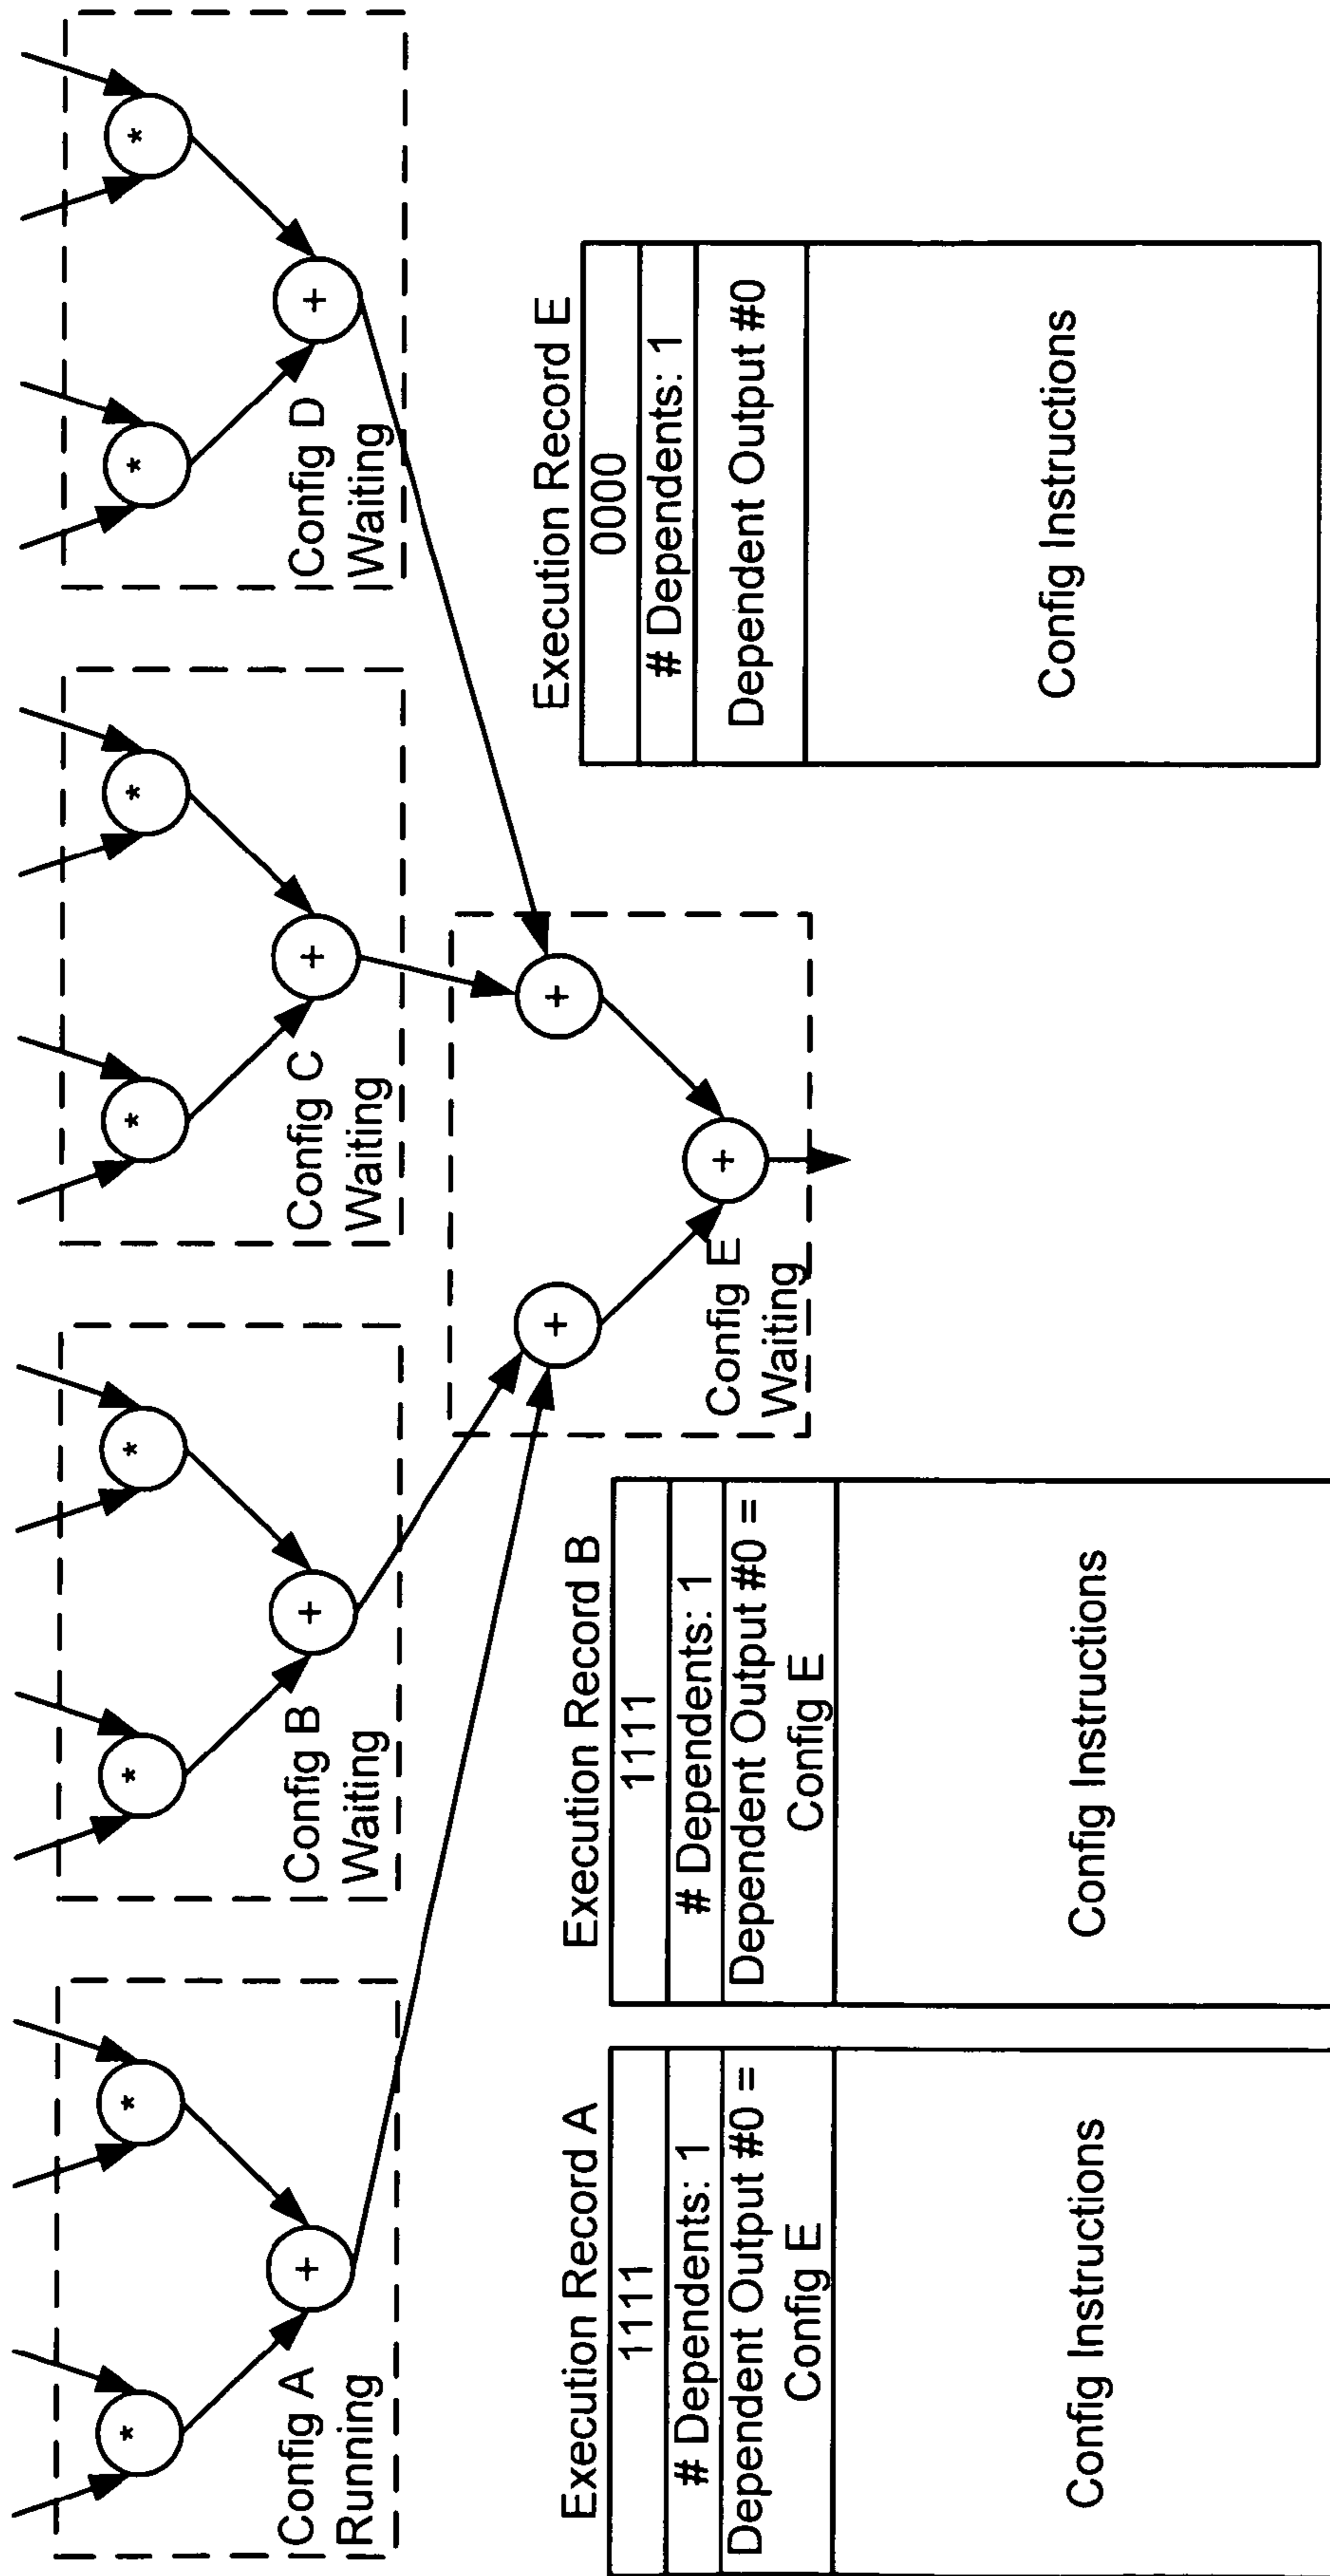 * * * * * * * *
+ + + +
Config A
Running
Config B
Waiting
Config C
Waiting
Config D
Waiting
+ +
+
Config E
Waiting
Execution Record A
1111
# Dependents: 1
Dependent Output #0 =
Config E
Config Instructions
Execution Record B
1111
# Dependents: 1
Dependent Output #0 =
Config E
Config Instructions
Execution Record E
0000
# Dependents: 1
Dependent Output #0
Config Instructions